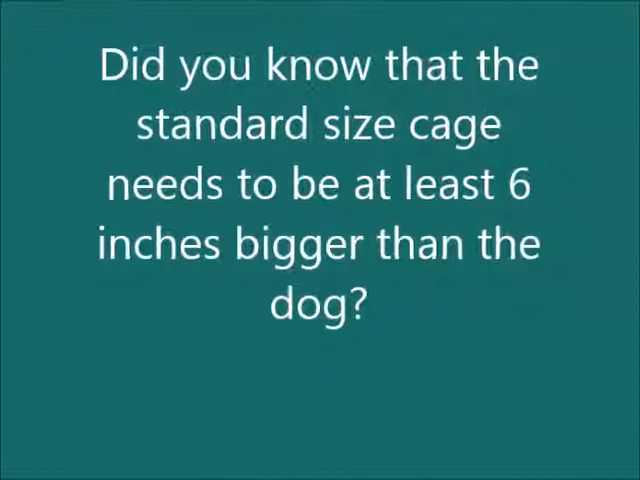 Did you know that the
standard size cage
needs to be at least 6
inches bigger than the
dog?